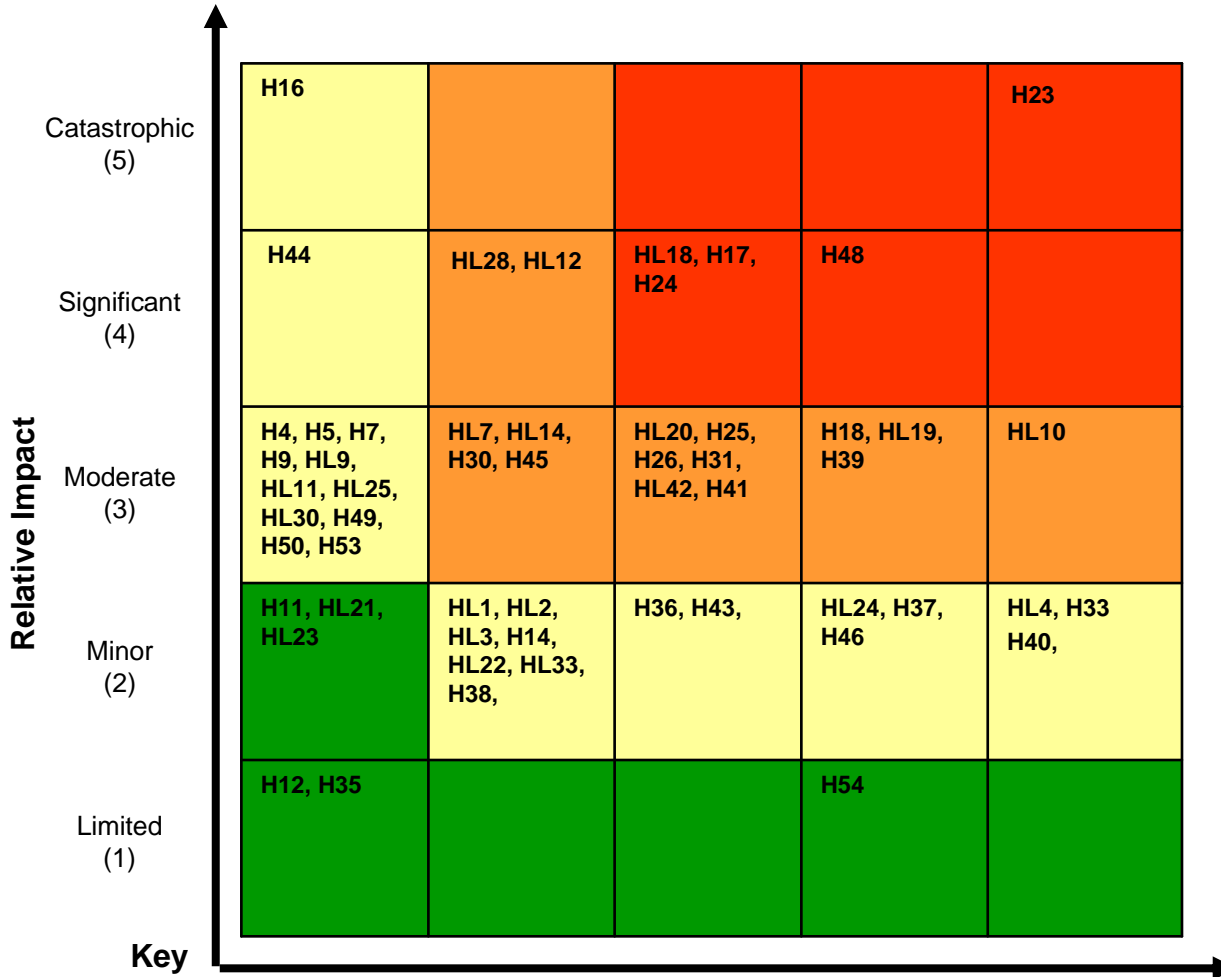 H16
H23
Catastrophic
(5)
H44
HL28, HL12
HL18, H17,
H24
H48
Significant
(4)
Relative Impact
H4, H5, H7,
H9, HL9,
HL11, HL25,
HL30, H49,
H50, H53
HL7, HL14,
H30, H45
HL20, H25,
H26, H31,
HL42, H41
H18, HL19,
H39
HL10
Moderate
(3)
H11, HL21,
HL23
HL1, HL2,
HL3, H14,
HL22, HL33,
H38,
H36, H43,
HL24, H37,
H46
HL4, H33
H40,
Minor
(2)
H12, H35
H54
Limited
(1)
Key